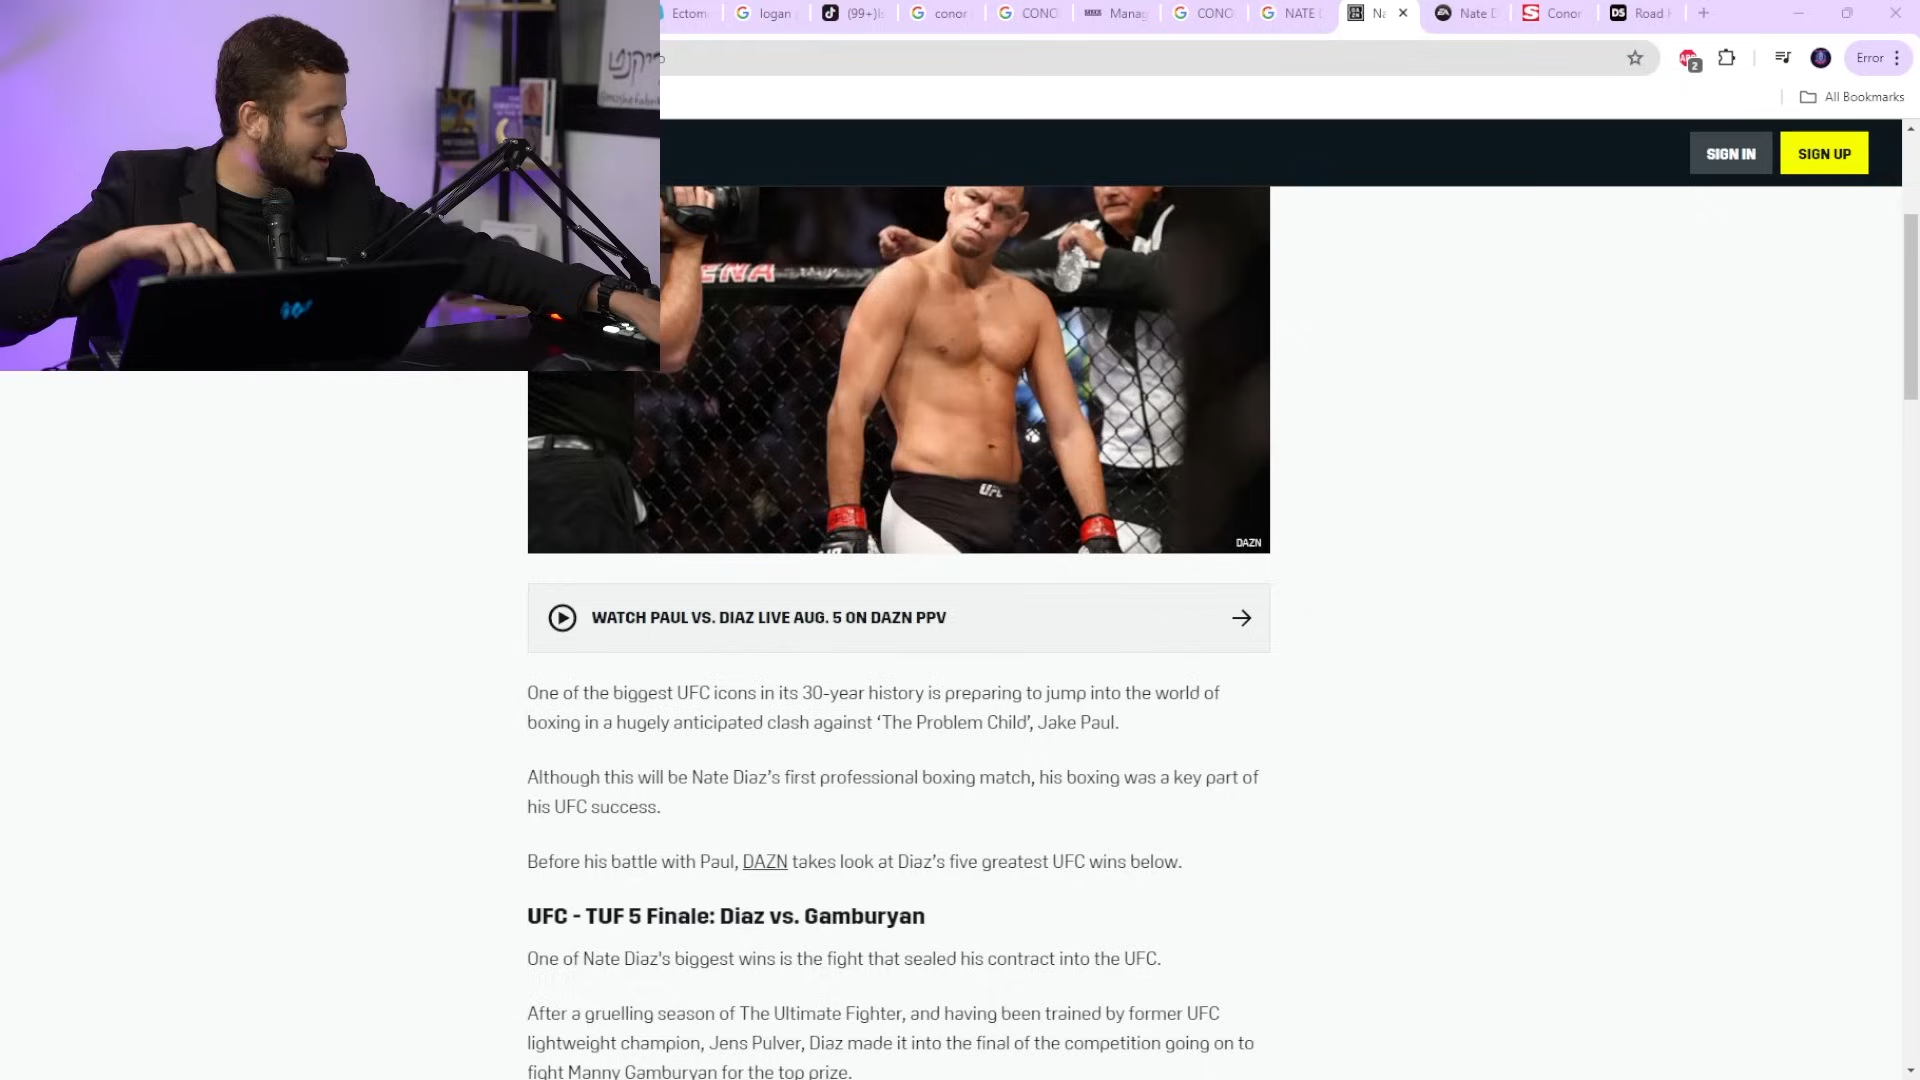 Ectom
logan
(99+)
conor
CONO
Manag
CONO
NATE
Na
Nate D
Conor
Road
2
Error
All Bookmarks
SIGN IN
SIGN UP
ENA
UFC
DAZN
WATCH PAUL VS. DIAZ LIVE AUG. 5 ON DAZN PPV
One of the biggest UFC icons in its 30-year history is preparing to jump into the world of
boxing in a hugely anticipated clash against ‘The Problem Child’, Jake Paul.
Although this will be Nate Diaz’s first professional boxing match, his boxing was a key part of
his UFC success.
Before his battle with Paul, DAZN takes look at Diaz’s five greatest UFC wins below.
UFC - TUF 5 Finale: Diaz vs. Gamburyan
One of Nate Diaz's biggest wins is the fight that sealed his contract into the UFC.
After a gruelling season of The Ultimate Fighter, and having been trained by former UFC
lightweight champion, Jens Pulver, Diaz made it into the final of the competition going on to
fight Manny Gamburyan for the top prize.